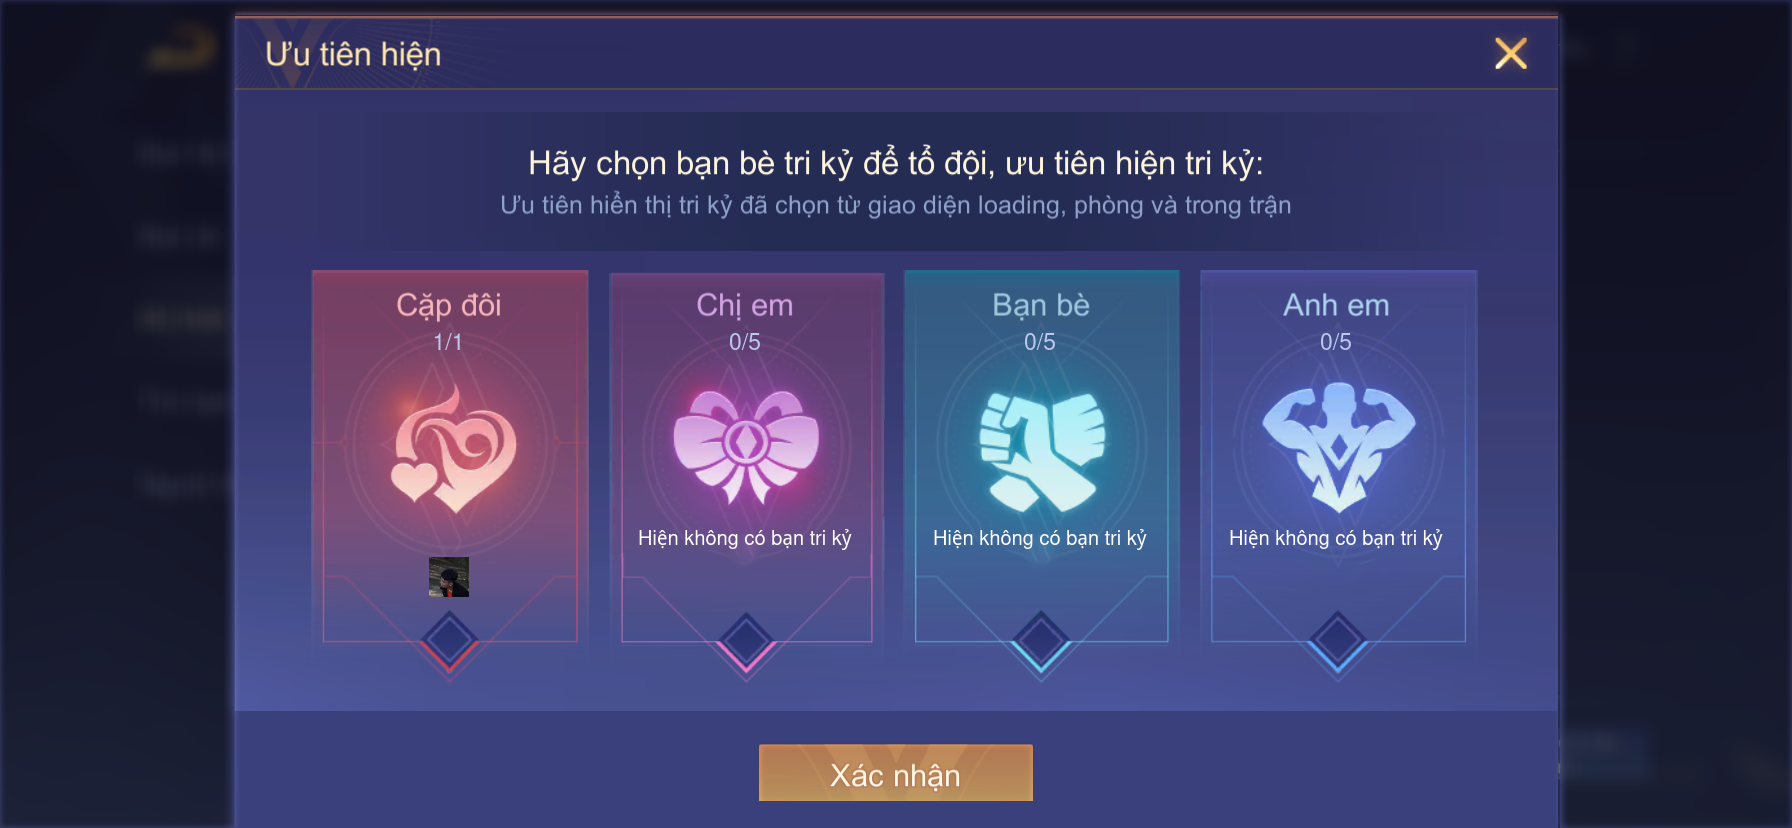 Ưu tiên hiện
Hãy chọn bạn bè tri kỷ để tổ đội, ưu tiên hiện tri kỷ:
Ưu tiên hiển thị tri kỷ đã chọn từ giao diện loading, phòng và trong trận
Cặp đôi
1/1
Chị em
0/5
Hiện không có bạn tri kỷ
Bạn bè
0/5
Hiện không có bạn tri kỷ
Anh em
0/5
Hiện không có bạn tri kỷ
Xác nhận